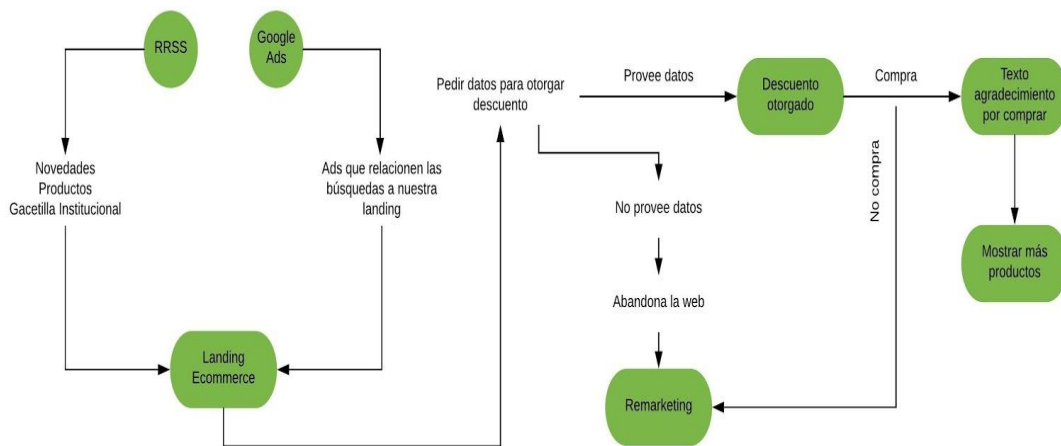 RRSS
Google
Ads
Novedades
Productos
Gacetilla Institucional
Ads que relacionen las
búsquedas a nuestra
landing
Landing
Ecommerce
Pedir datos para otorgar
descuento
Provee datos
No provee datos
Abandona la web
Remarketing
Descuento
otorgado
Compra
No compra
Texto
agradecimiento
por comprar
Mostrar más
productos